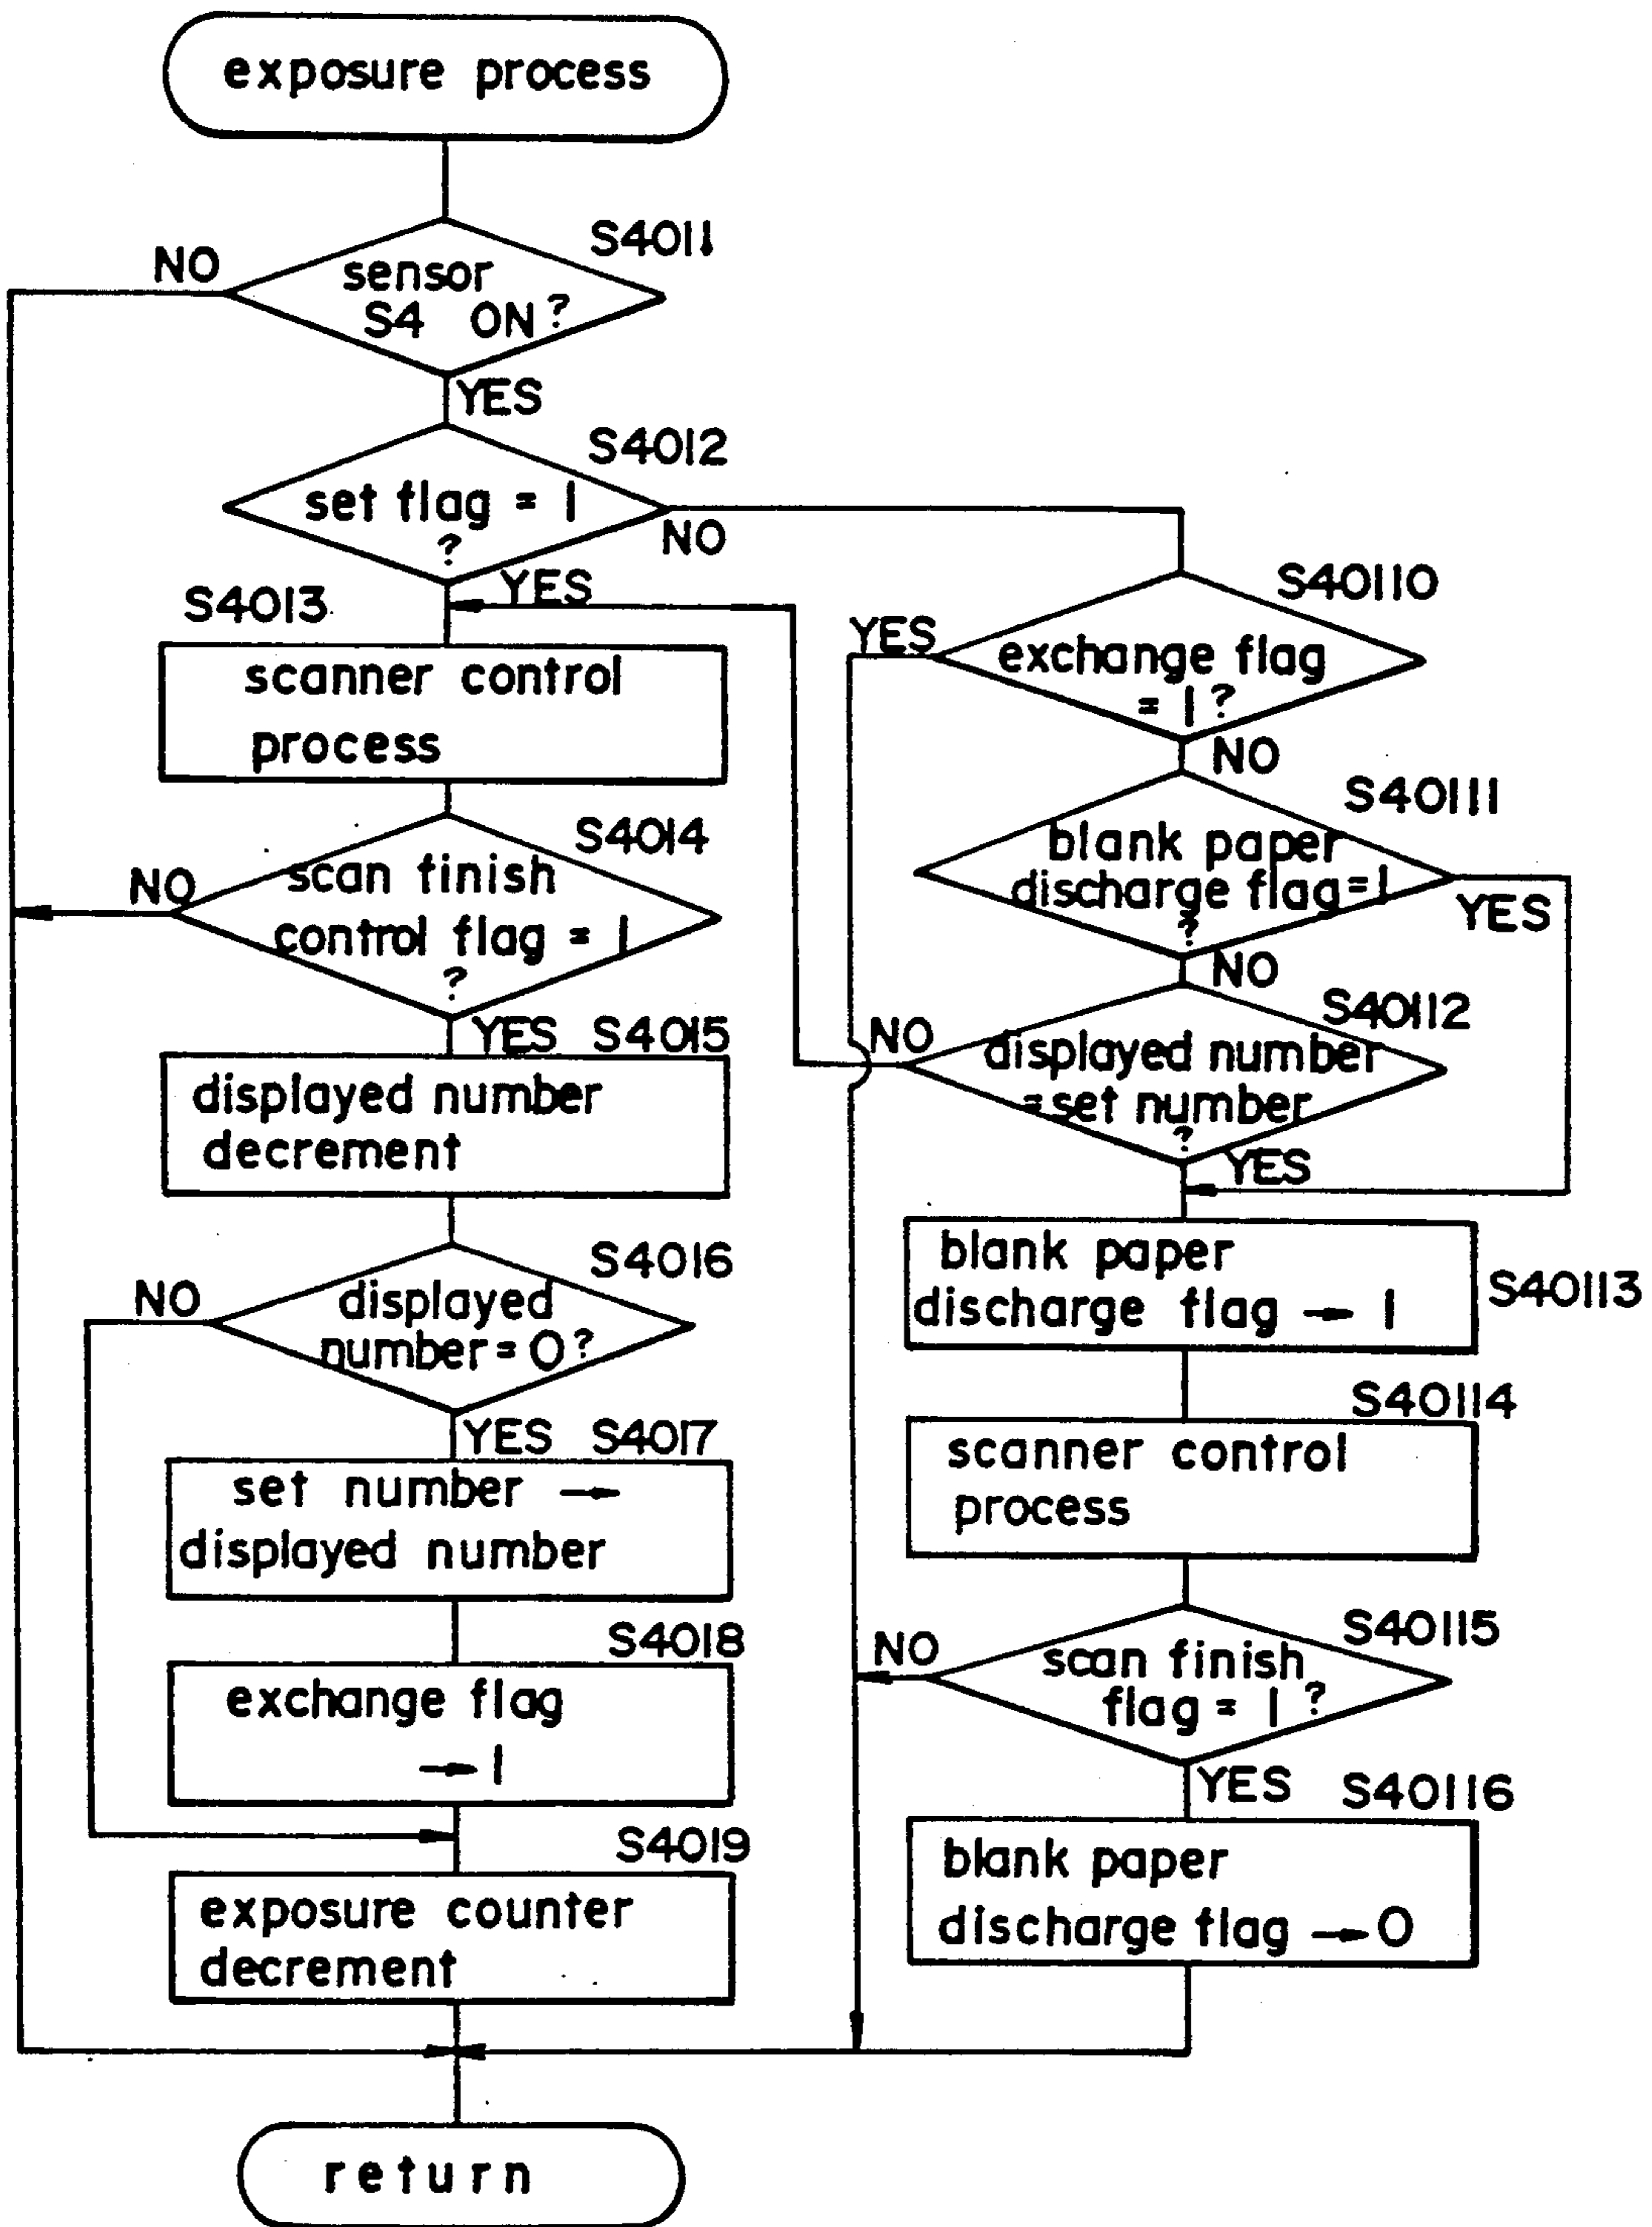 exposure process
S4011
NO
sensor
S4 ON?
YES
S4012
set flag = 1
?
NO
YES
S4013
scanner control
process
S4014
NO
scan finish
control flag = 1
?
YES S4015
displayed number
decrement
S4016
NO
displayed
number = 0?
YES S4017
set number →
displayed number
S4018
exchange flag
→ 1
S4019
exposure counter
decrement
return
S40110
YES
exchange flag
= 1?
NO
S40111
blank paper
discharge flag = 1
?
YES
NO
S40112
NO
displayed number
= set number
?
YES
blank paper
discharge flag → 1
S40113
S40114
scanner control
process
S40115
NO
scan finish
flag = 1?
YES S40116
blank paper
discharge flag → 0